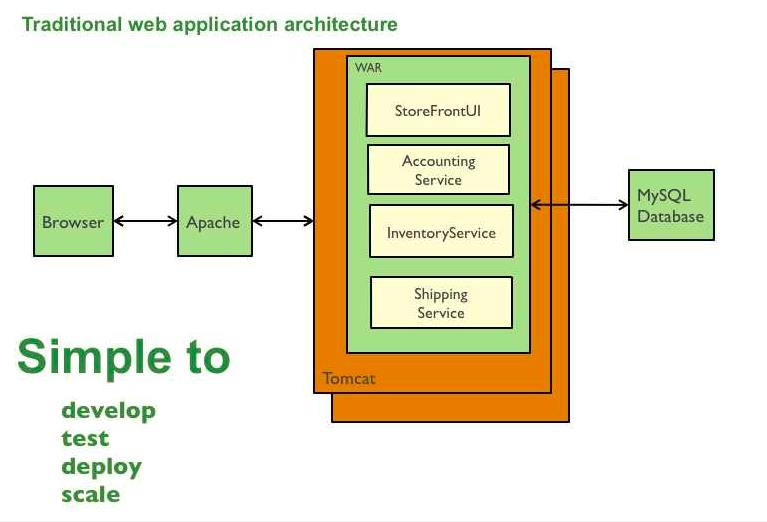 Traditional web application architecture
WAR
StoreFrontUI
Accounting
Service
InventoryService
Shipping
Service
Tomcat
Browser
Apache
MySQL
Database
Simple to
develop
test
deploy
scale